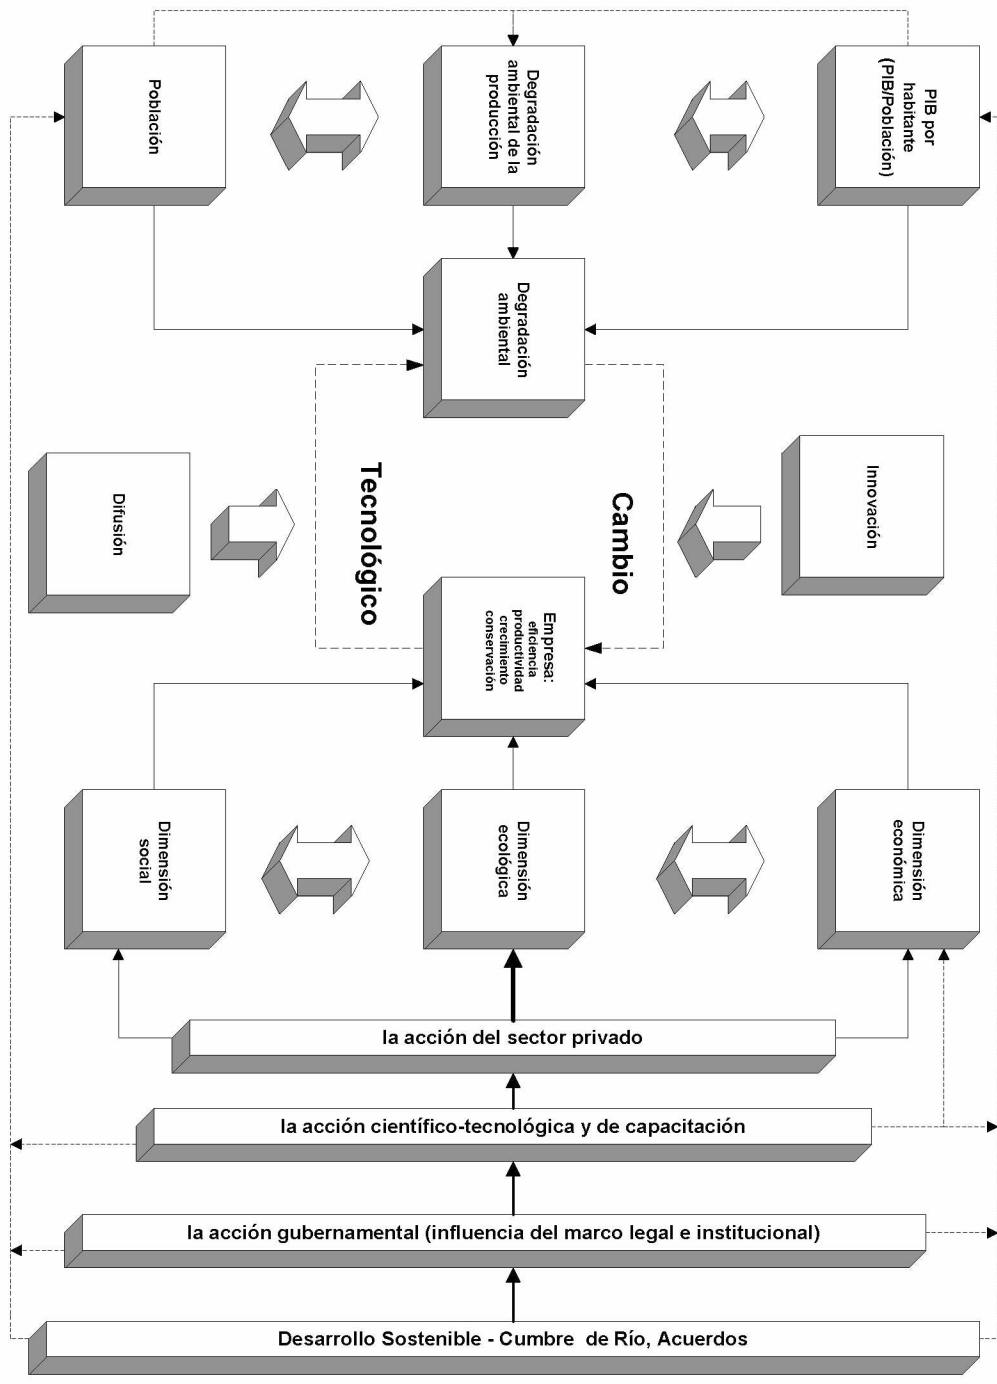 Población
Degradación
ambiental de la
producción
PIB por
habitante
(PIB/Población)
Degradación
ambiental
Difusión
Tecnológico
Cambio
Innovación
Empresa:
eficiencia
productividad
crecimiento
conservación
Dimensión
social
Dimensión
ecológica
Dimensión
económica
la acción del sector privado
la acción científico-tecnológica y de capacitación
la acción gubernamental (influencia del marco legal e institucional)
Desarrollo Sostenible - Cumbre de Río, Acuerdos